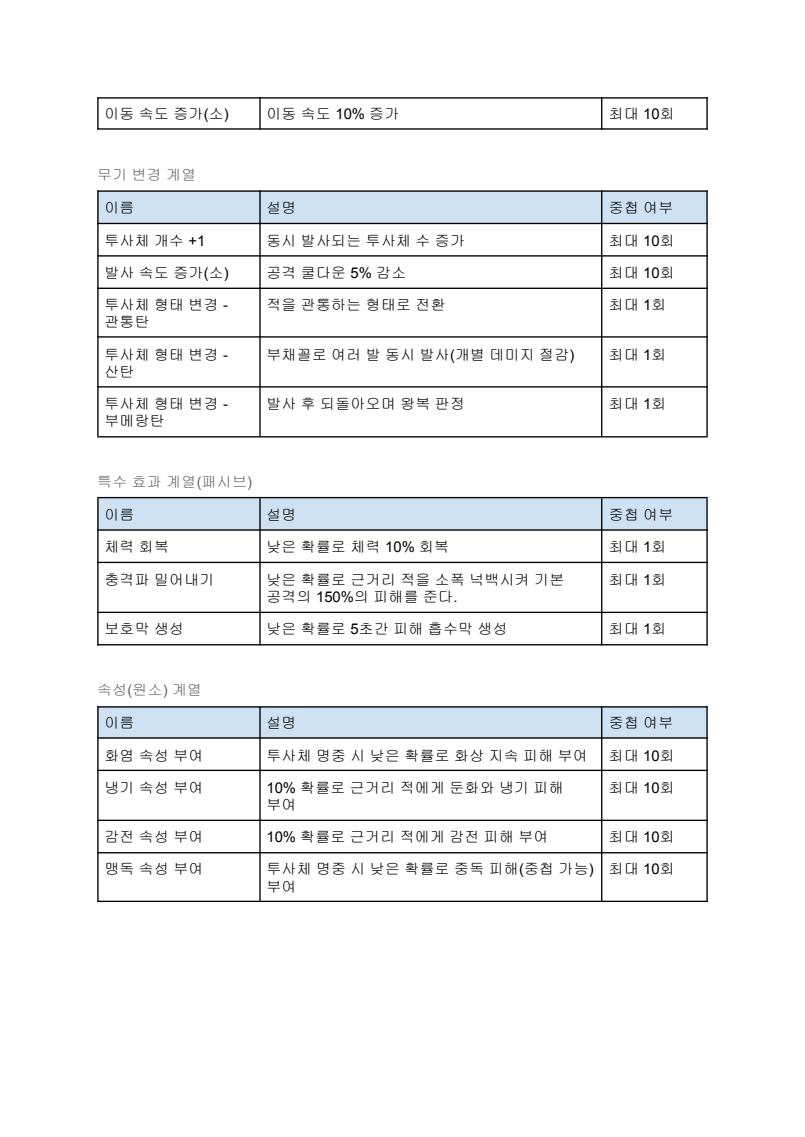 이동 속도 증가(소) 이동 속도 10% 증가 최대 10회
무기 변경 계열
이름 설명 중첩 여부
투사체 개수 +1 동시 발사되는 투사체 수 증가 최대 10회
발사 속도 증가(소) 공격 쿨다운 5% 감소 최대 10회
투사체 형태 변경 - 적을 관통하는 형태로 전환 최대 1회
관통탄
투사체 형태 변경 - 부채꼴로 여러 발 동시 발사(개별 데미지 절감) 최대 1회
산탄
투사체 형태 변경 - 발사 후 되돌아오며 왕복 판정 최대 1회
부메랑탄
특수 효과 계열(패시브)
이름 설명 중첩 여부
체력 회복 낮은 확률로 체력 10% 회복 최대 1회
충격파 밀어내기 낮은 확률로 근거리 적을 소폭 넉백시켜 기본 최대 1회
공격의 150%의 피해를 준다.
보호막 생성 낮은 확률로 5초간 피해 흡수막 생성 최대 1회
속성(원소) 계열
이름 설명 중첩 여부
화염 속성 부여 투사체 명중 시 낮은 확률로 화상 지속 피해 부여 최대 10회
냉기 속성 부여 10% 확률로 근거리 적에게 둔화와 냉기 피해 최대 10회
부여
감전 속성 부여 10% 확률로 근거리 적에게 감전 피해 부여 최대 10회
맹독 속성 부여 투사체 명중 시 낮은 확률로 중독 피해(중첩 가능) 최대 10회
부여